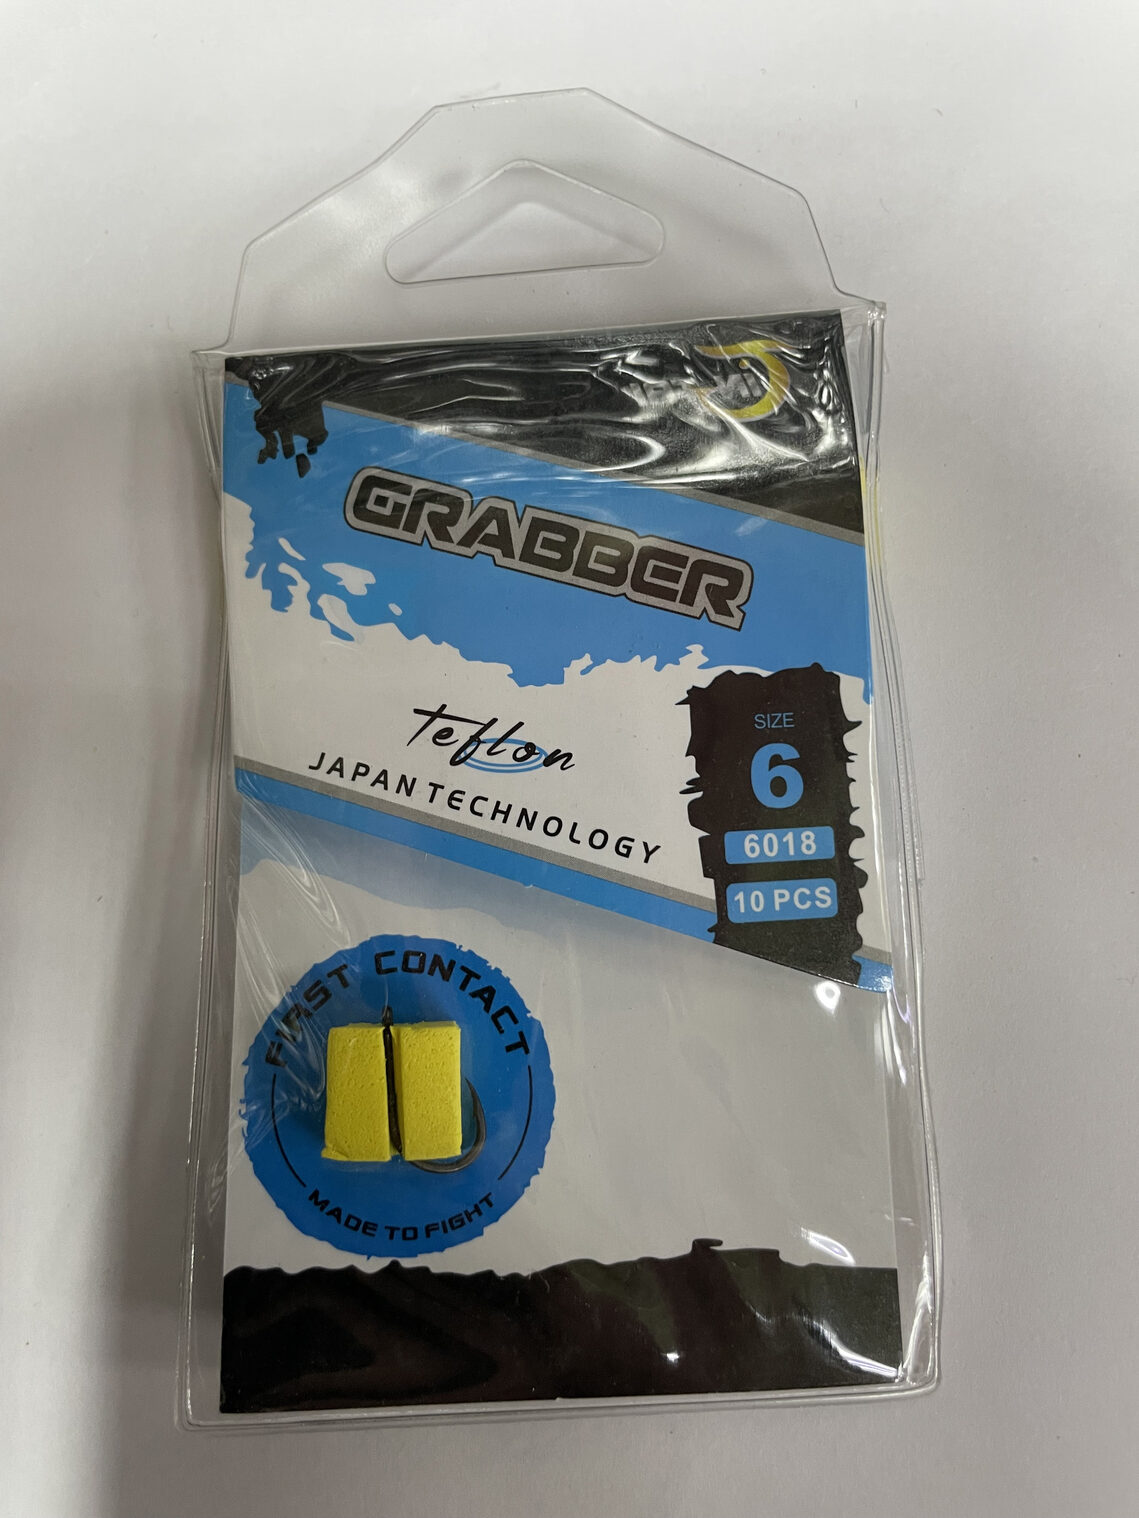 GRABBER
Teflon
JAPAN TECHNOLOGY
SIZE
6
6018
10 PCS
FIRST CONTACT
MADE TO FIGHT